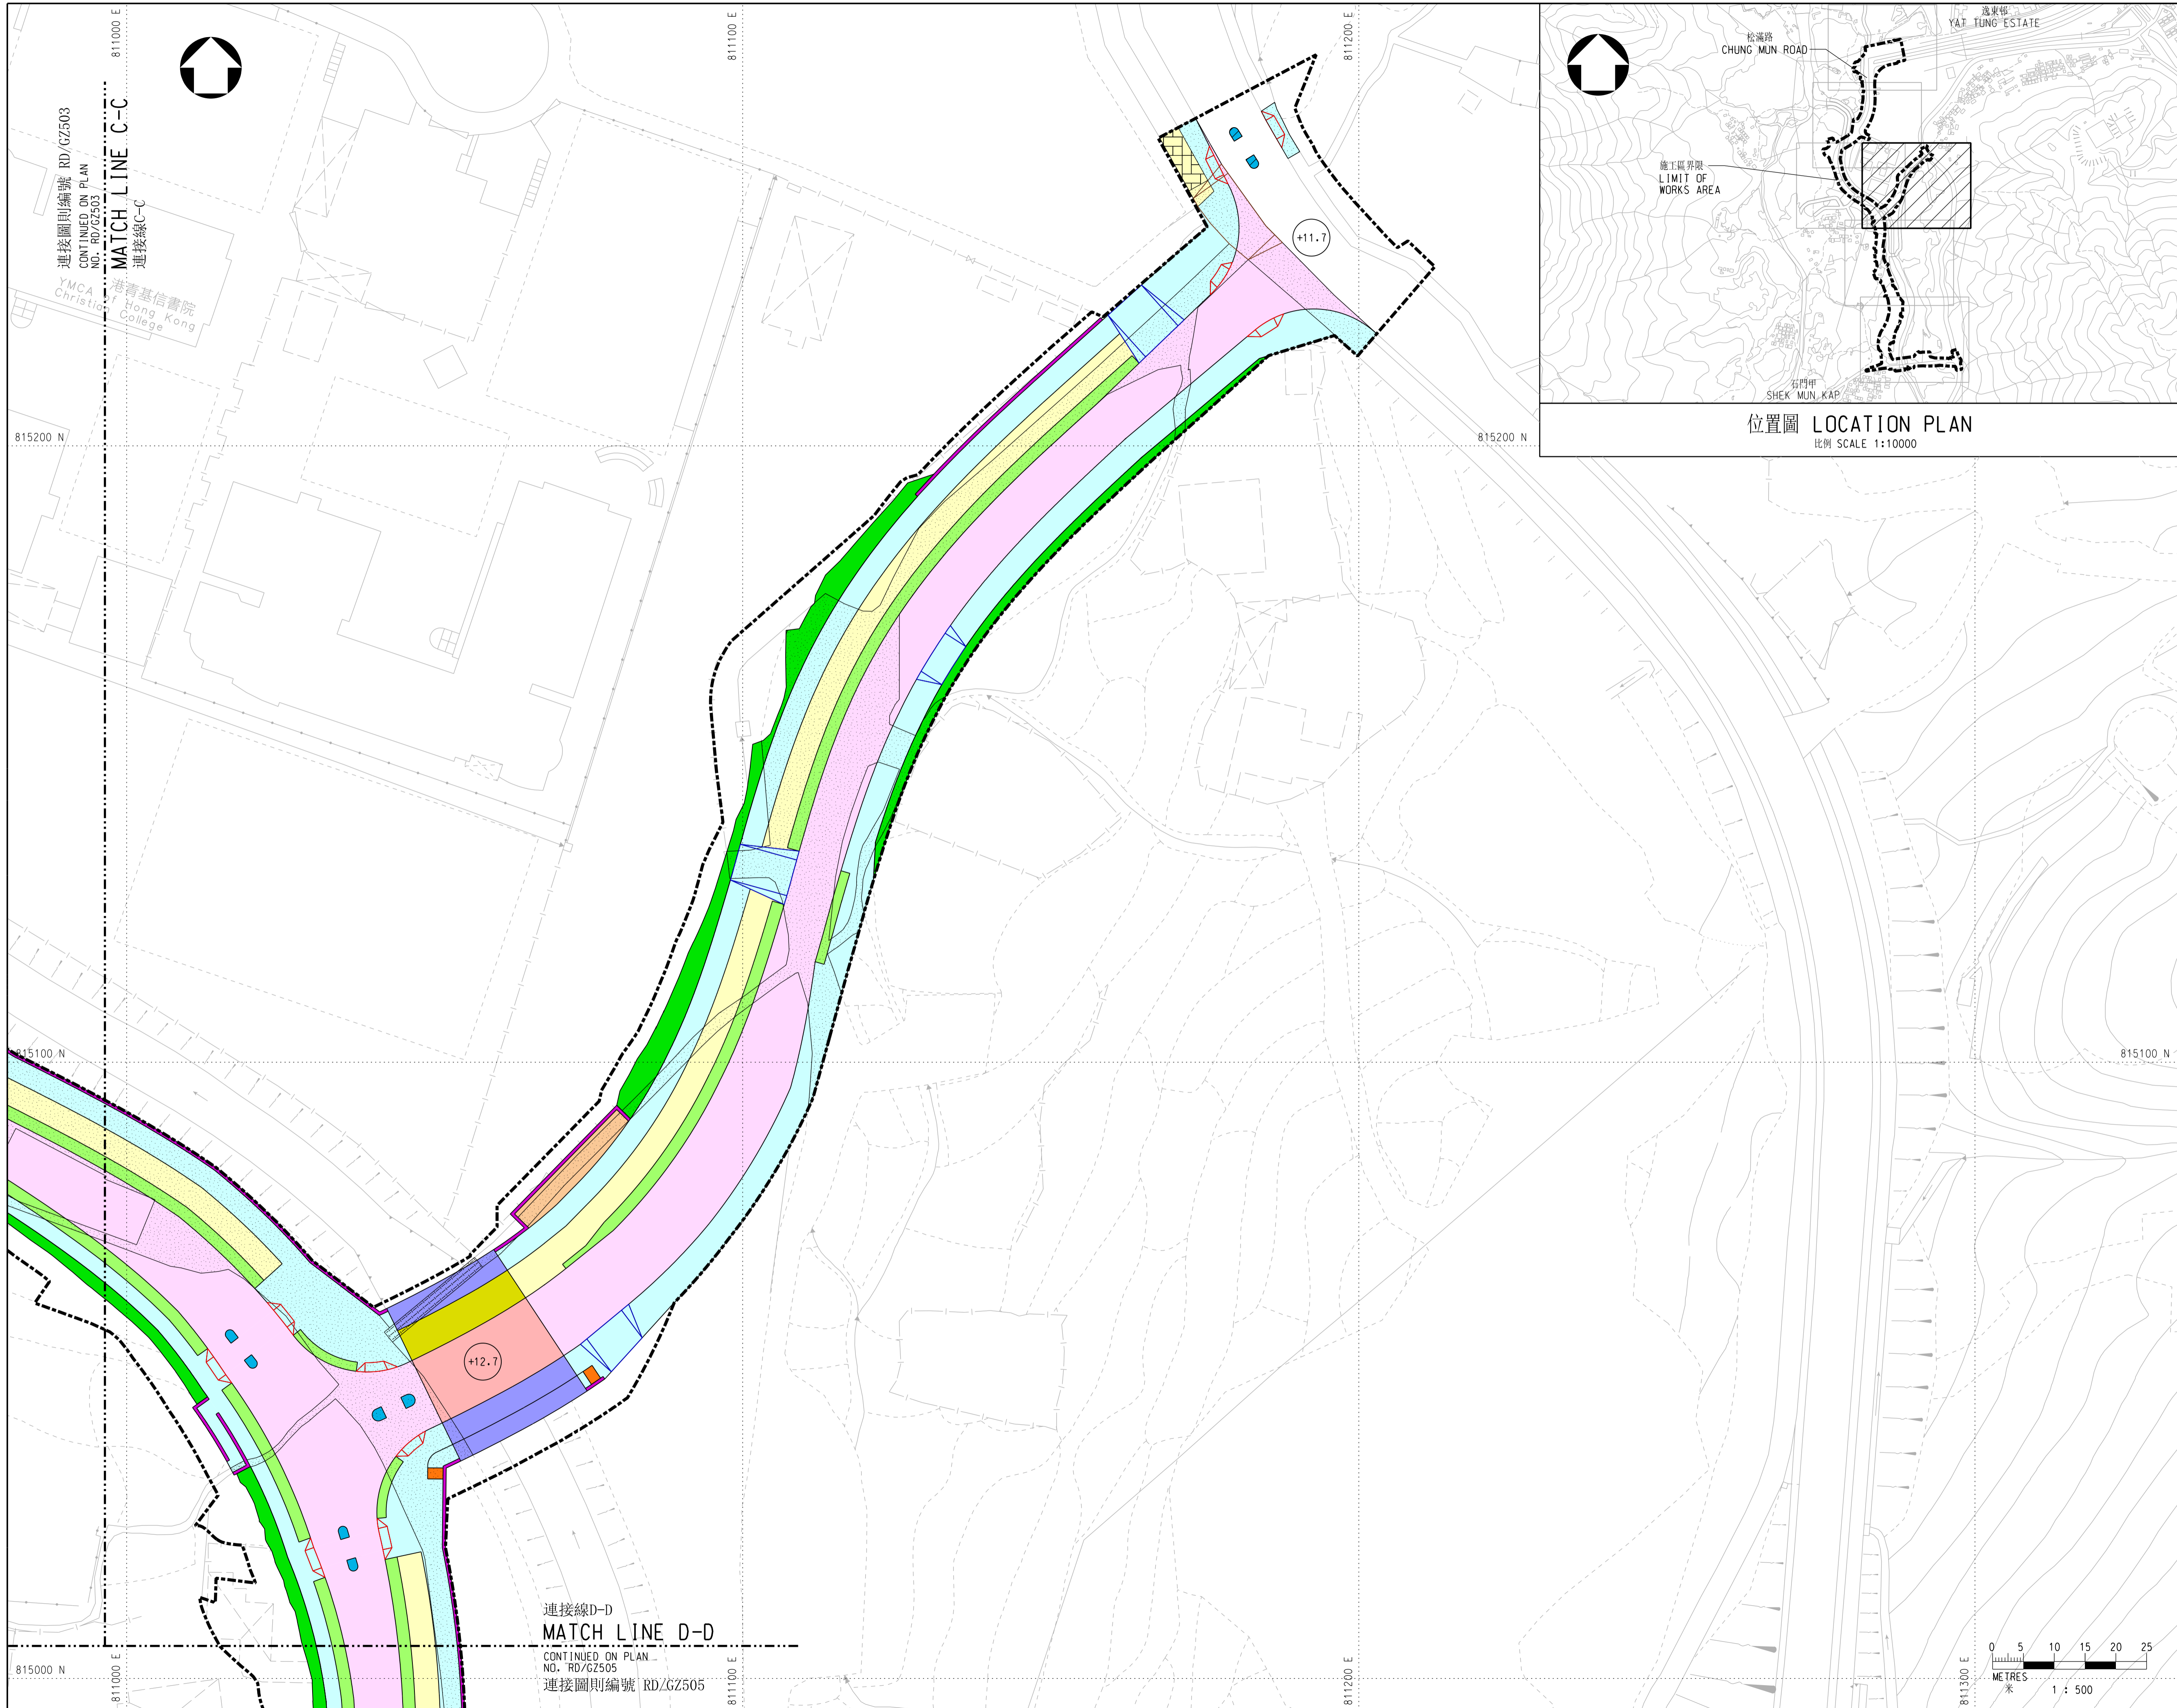 811000 E
811100 E
811200 E
連接圖則編號 RD/GZ503
CONTINUED ON PLAN
NO. RD/GZ503
MATCH LINE C-C
連接線C-C
YMCA 港青基信書院
of Hong Kong
Christian College
逸東邨
YAT TUNG ESTATE
松滿路
CHUNG MUN ROAD
施工區界限
LIMIT OF
WORKS AREA
石門甲
SHEK MUN KAP
位置圖 LOCATION PLAN
比例 SCALE 1:10000
+11.7
815200 N
815200 N
815100 N
815100 N
+12.7
連接線D-D
MATCH LINE D-D
CONTINUED ON PLAN
NO. RD/GZ505
連接圖則編號 RD/GZ505
815000 N
811000 E
811100 E
811200 E
811300 E
0 5 10 15 20 25
METRES
米
1 : 500